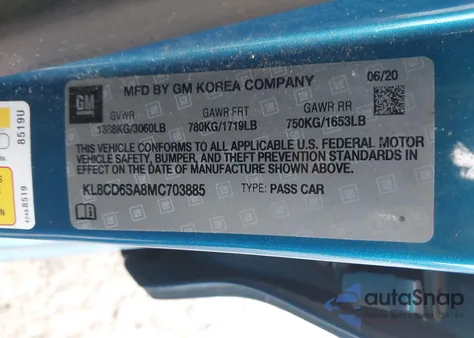 GM
MFD BY GM KOREA COMPANY
06/20
GVWR
GAWR FRT
GAWR RR
1388KG/3060LB
780KG/1719LB
750KG/1653LB
THIS VEHICLE CONFORMS TO ALL APPLICABLE U.S. FEDERAL MOTOR
VEHICLE SAFETY, BUMPER, AND THEFT PREVENTION STANDARDS IN
EFFECT ON THE DATE OF MANUFACTURE SHOWN ABOVE.
KL8CD6SA8MC703885
TYPE: PASS CAR
8519U
autoSnap